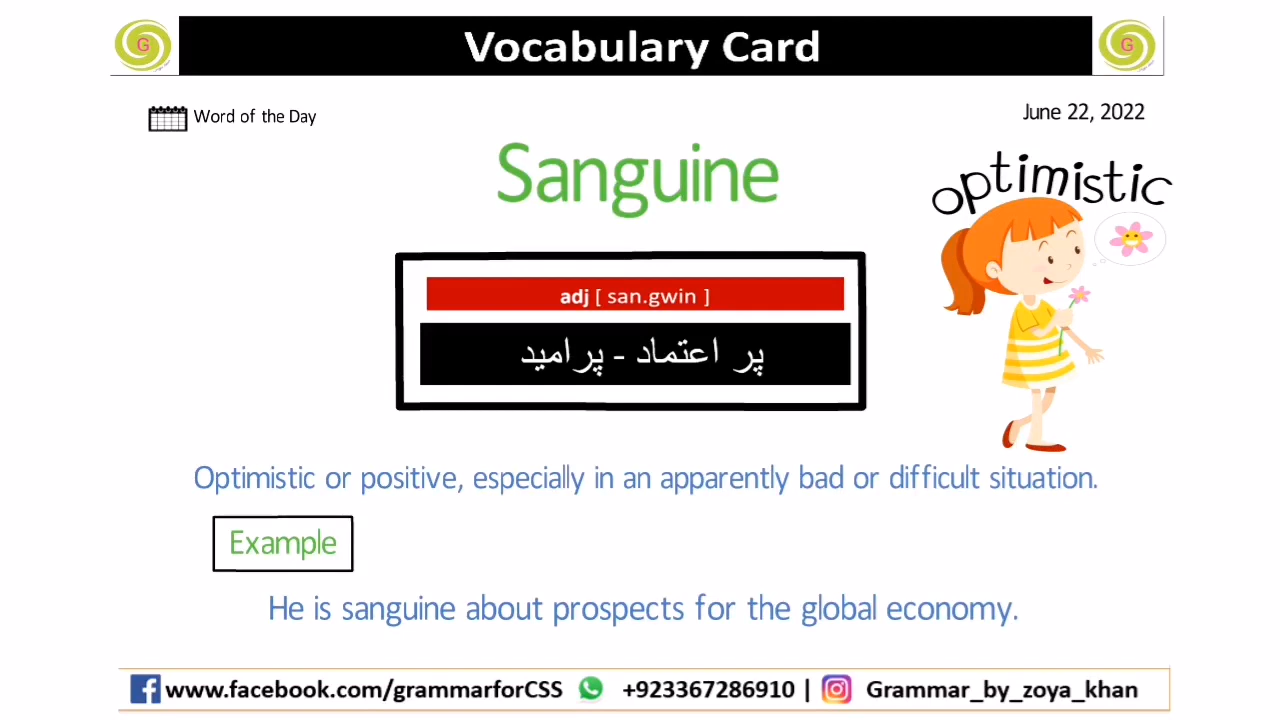 G
Vocabulary Card
G
Word of the Day
June 22, 2022
Sanguine
optimistic
adj [ san.gwin ]
پر اعتماد - پرامید
Optimistic or positive, especially in an apparently bad or difficult situation.
Example
He is sanguine about prospects for the global economy.
www.facebook.com/grammarforCSS +923367286910 | Grammar_by_zoya_khan